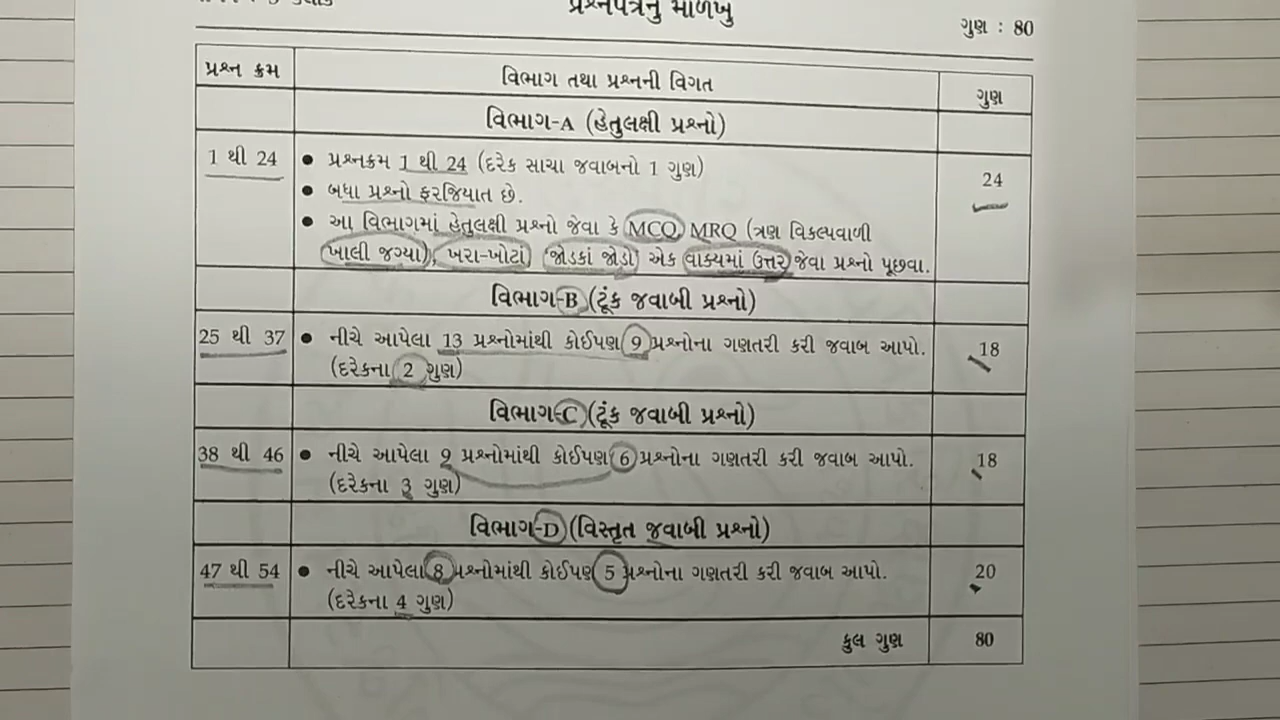 પ્રશ્નપત્રનું માળખું
ગુણ : 80
પ્રશ્ન ક્રમ વિભાગ તથા પ્રશ્નની વિગત ગુણ
વિભાગ-A (હેતુલક્ષી પ્રશ્નો)
1 થી 24 • પ્રશ્નક્રમ 1 થી 24 (દરેક સાચા જવાબનો 1 ગુણ) 24
• બધા પ્રશ્નો ફરજિયાત છે.
• આ વિભાગમાં હેતુલક્ષી પ્રશ્નો જેવા કે MCQ, MRQ (ત્રણ વિકલ્પવાળી
ખાલી જગ્યા), ખરા-ખોટાં, જોડકાં જોડો, એક વાક્યમાં ઉત્તર જેવા પ્રશ્નો પૂછવા.
વિભાગ-B (ટૂંક જવાબી પ્રશ્નો)
25 થી 37 • નીચે આપેલા 13 પ્રશ્નોમાંથી કોઈપણ 9 પ્રશ્નોના ગણતરી કરી જવાબ આપો. 18
(દરેકના 2 ગુણ)
વિભાગ-C (ટૂંક જવાબી પ્રશ્નો)
38 થી 46 • નીચે આપેલા 9 પ્રશ્નોમાંથી કોઈપણ 6 પ્રશ્નોના ગણતરી કરી જવાબ આપો. 18
(દરેકના 3 ગુણ)
વિભાગ-D (વિસ્તૃત જવાબી પ્રશ્નો)
47 થી 54 • નીચે આપેલા 8 પ્રશ્નોમાંથી કોઈપણ 5 પ્રશ્નોના ગણતરી કરી જવાબ આપો. 20
(દરેકના 4 ગુણ)
કુલ ગુણ 80